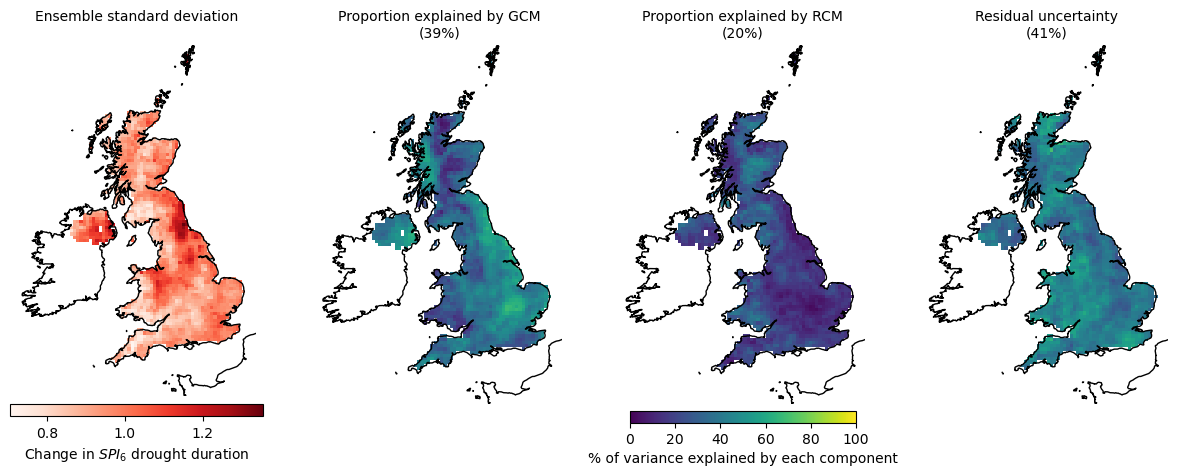 Ensemble standard deviation
Proportion explained by GCM
(39%)
Proportion explained by RCM
(20%)
Residual uncertainty
(41%)
0.8 1.0 1.2
Change in SPI₆ drought duration
0 20 40 60 80 100
% of variance explained by each component